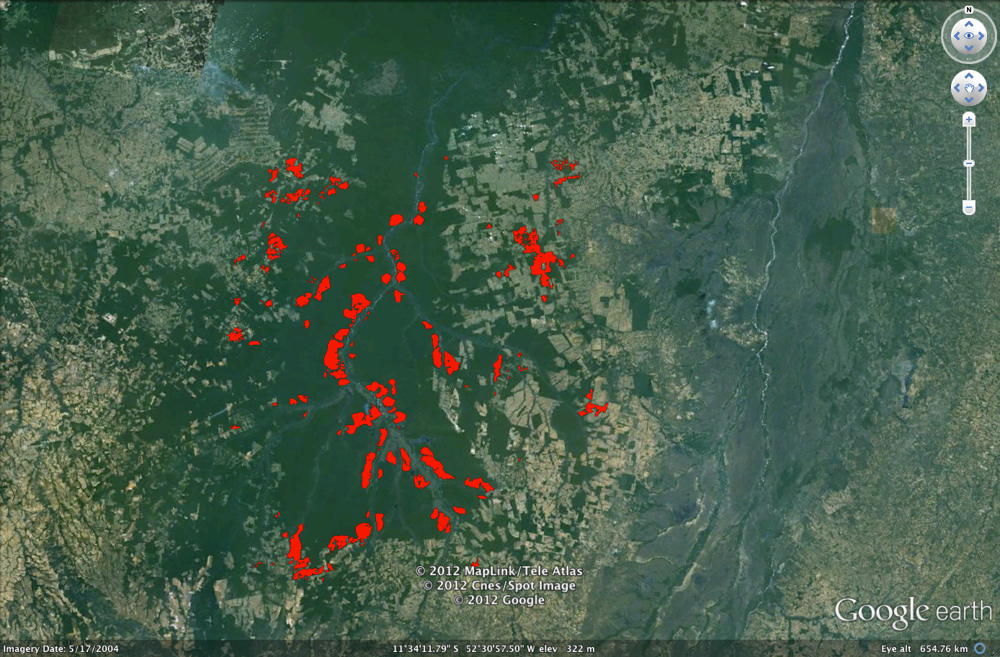 N
© 2012 MapLink/Tele Atlas
© 2012 Cnes/Spot Image
© 2012 Google
Google earth
Imagery Date: 5/17/2004 11°34'11.79" S 52°30'57.50" W elev 322 m Eye alt 654.76 km